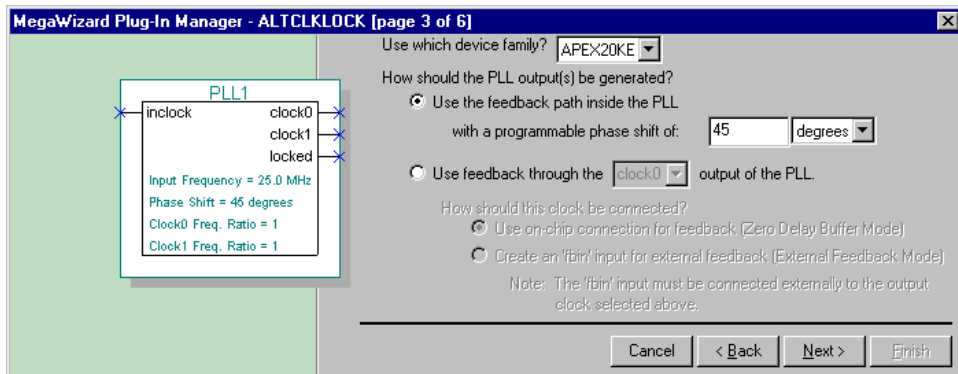 MegaWizard Plug-In Manager - ALTCLKLOCK [page 3 of 6]
PLL1
inclock
clock0
clock1
locked
Input Frequency = 25.0 MHz
Phase Shift = 45 degrees
Clock0 Freq. Ratio = 1
Clock1 Freq. Ratio = 1
Use which device family? APEX20KE
How should the PLL output(s) be generated?
Use the feedback path inside the PLL
with a programmable phase shift of: 45 degrees
Use feedback through the clock0 output of the PLL.
How should this clock be connected?
Use on-chip connection for feedback (Zero Delay Buffer Mode)
Create an 'fbin' input for external feedback (External Feedback Mode)
Note: The 'fbin' input must be connected externally to the output
clock selected above.
Cancel < Back Next > Finish